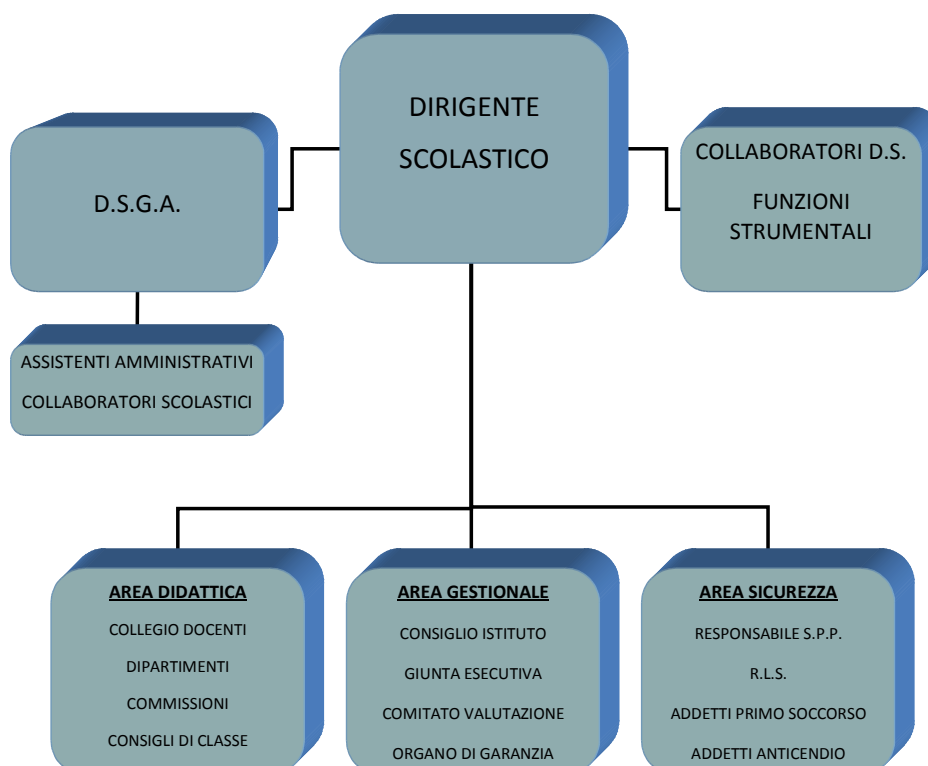 DIRIGENTE
SCOLASTICO
D.S.G.A.
COLLABORATORI D.S.
FUNZIONI
STRUMENTALI
ASSISTENTI AMMINISTRATIVI
COLLABORATORI SCOLASTICI
AREA DIDATTICA
COLLEGIO DOCENTI
DIPARTIMENTI
COMMISSIONI
CONSIGLI DI CLASSE
AREA GESTIONALE
CONSIGLIO ISTITUTO
GIUNTA ESECUTIVA
COMITATO VALUTAZIONE
ORGANO DI GARANZIA
AREA SICUREZZA
RESPONSABILE S.P.P.
R.L.S.
ADDETTI PRIMO SOCCORSO
ADDETTI ANTICENDIO